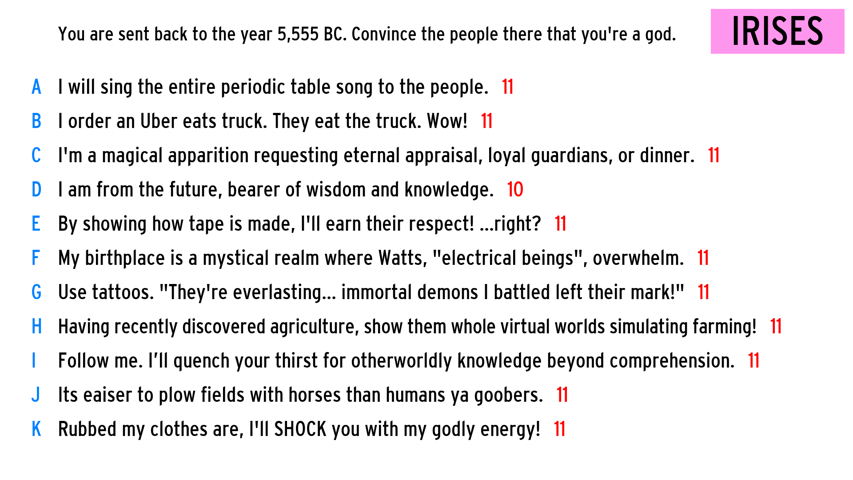 You are sent back to the year 5,555 BC. Convince the people there that you're a god.
IRISES
A I will sing the entire periodic table song to the people. 11
B I order an Uber eats truck. They eat the truck. Wow! 11
C I'm a magical apparition requesting eternal appraisal, loyal guardians, or dinner. 11
D I am from the future, bearer of wisdom and knowledge. 10
E By showing how tape is made, I'll earn their respect! ...right? 11
F My birthplace is a mystical realm where Watts, "electrical beings", overwhelm. 11
G Use tattoos. "They're everlasting... immortal demons I battled left their mark!" 11
H Having recently discovered agriculture, show them whole virtual worlds simulating farming! 11
I Follow me. I’ll quench your thirst for otherworldly knowledge beyond comprehension. 11
J Its eaiser to plow fields with horses than humans ya goobers. 11
K Rubbed my clothes are, I'll SHOCK you with my godly energy! 11